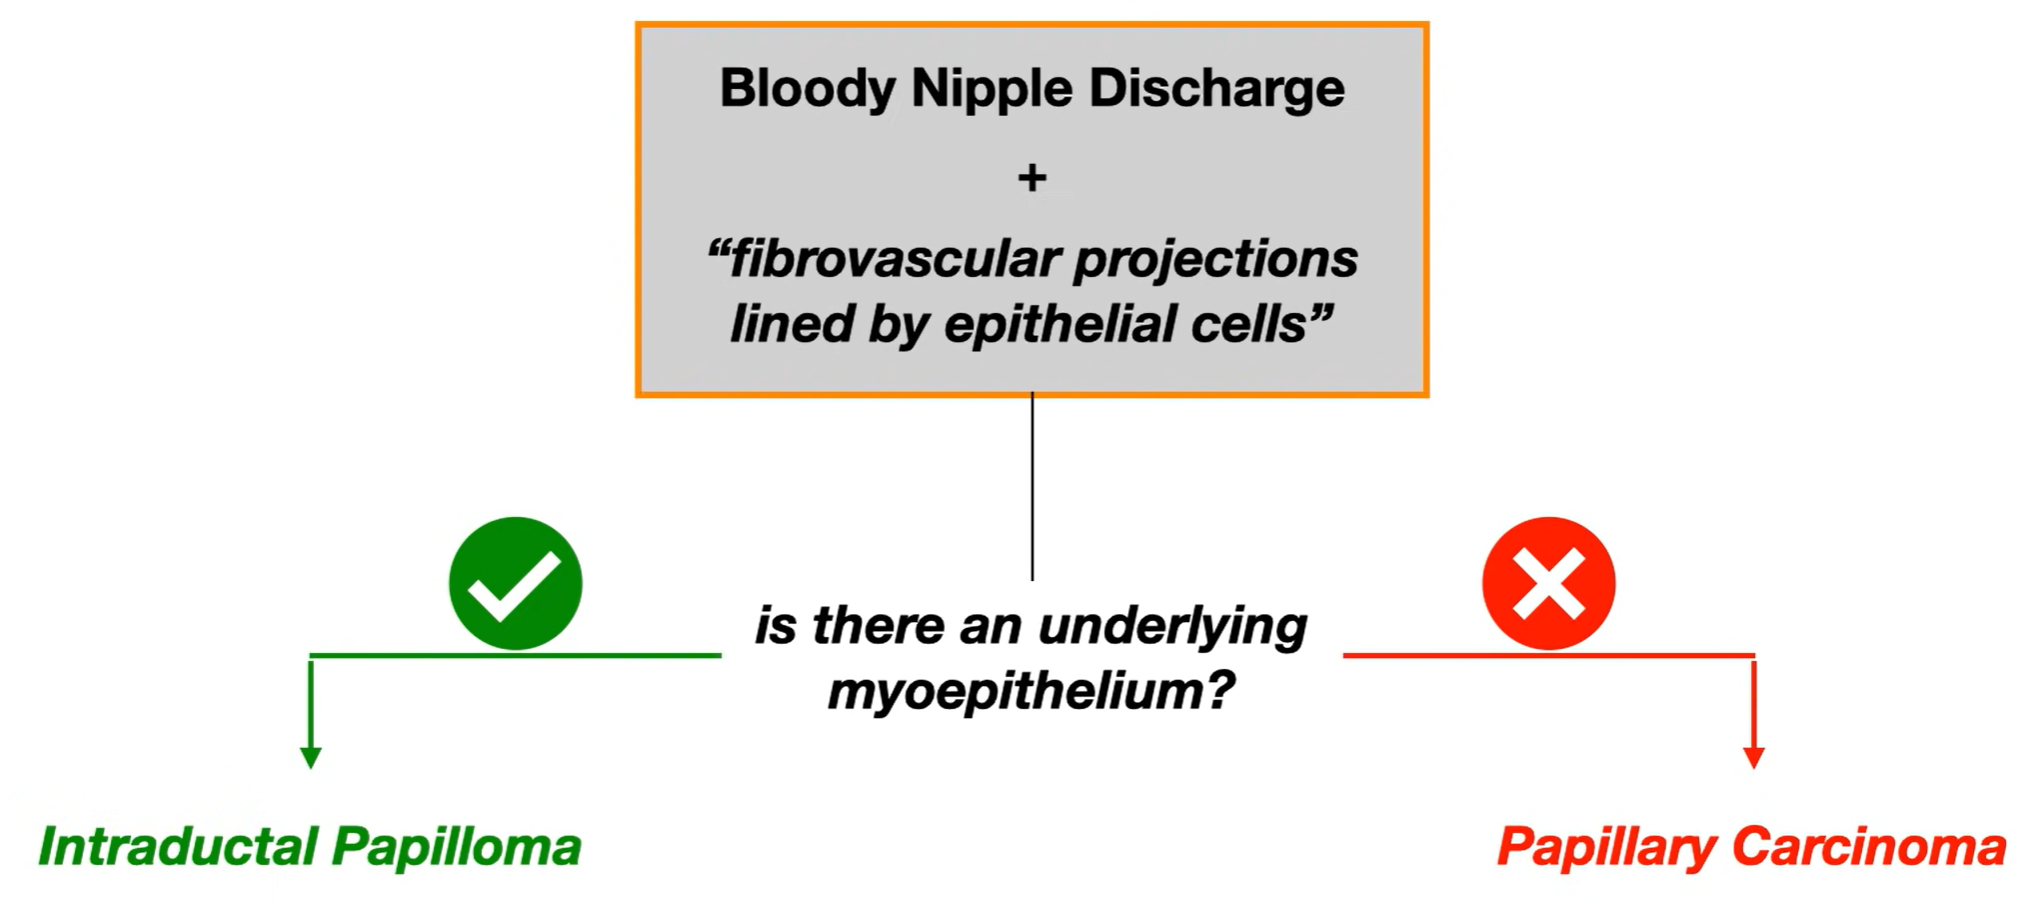 Bloody Nipple Discharge
+
“fibrovascular projections
lined by epithelial cells”
is there an underlying
myoepithelium?
Intraductal Papilloma
Papillary Carcinoma